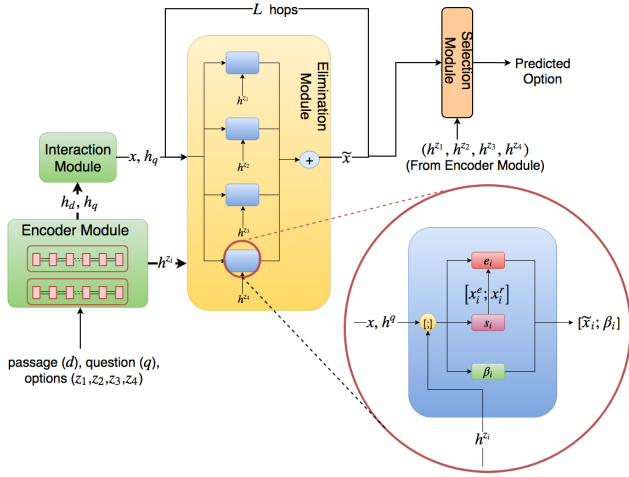 L hops
Elimination Module
Selection Module
Predicted
Option
h^{z_1}
h^{z_2}
h^{z_3}
h^{z_4}
+
x̃
(h^{z_1}, h^{z_2}, h^{z_3}, h^{z_4})
(From Encoder Module)
Interaction
Module
x, h_q
h_d, h_q
Encoder Module
h^{z_i}
passage (d), question (q),
options (z_1,z_2,z_3,z_4)
e_i
[x_i^e; x_i^r]
x, h^q
[;]
s_i
[x̃_i; β_i]
β_i
h^{z_i}